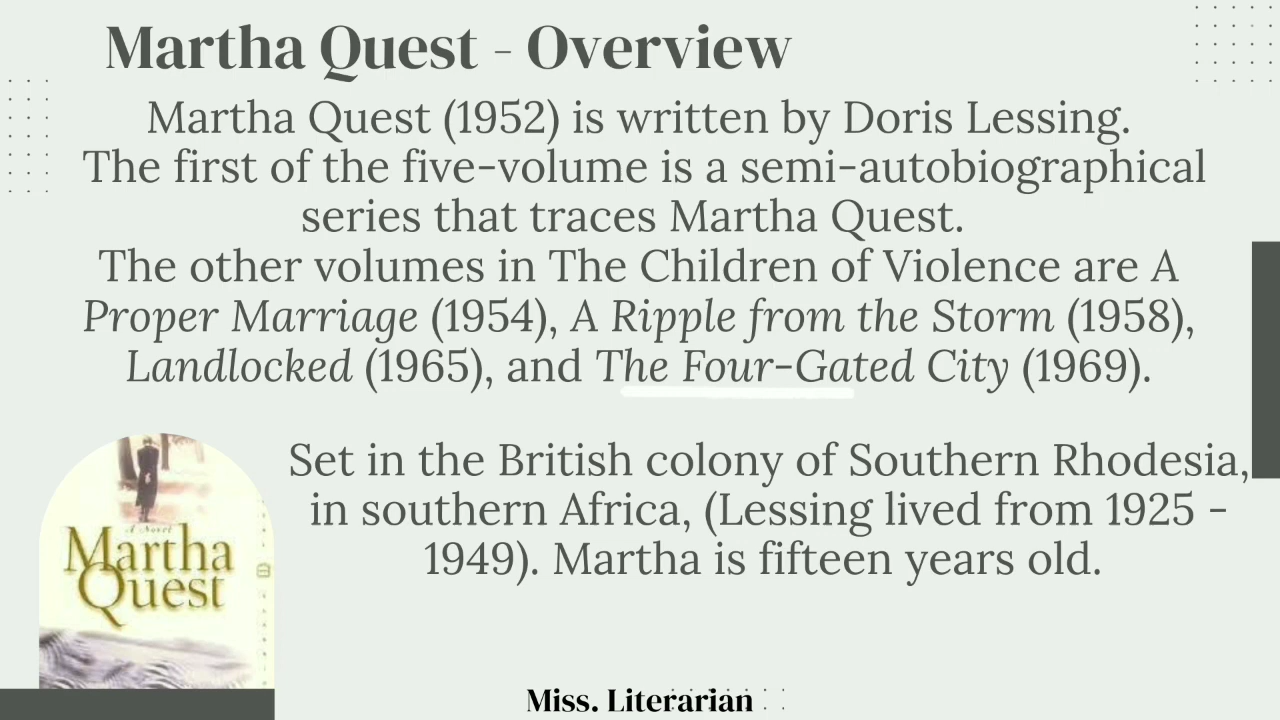 Martha Quest - Overview
Martha Quest (1952) is written by Doris Lessing.
The first of the five-volume is a semi-autobiographical
series that traces Martha Quest.
The other volumes in The Children of Violence are A
Proper Marriage (1954), A Ripple from the Storm (1958),
Landlocked (1965), and The Four-Gated City (1969).
Set in the British colony of Southern Rhodesia,
in southern Africa, (Lessing lived from 1925 -
1949). Martha is fifteen years old.
A Novel
Martha
Quest
Miss. Literarian